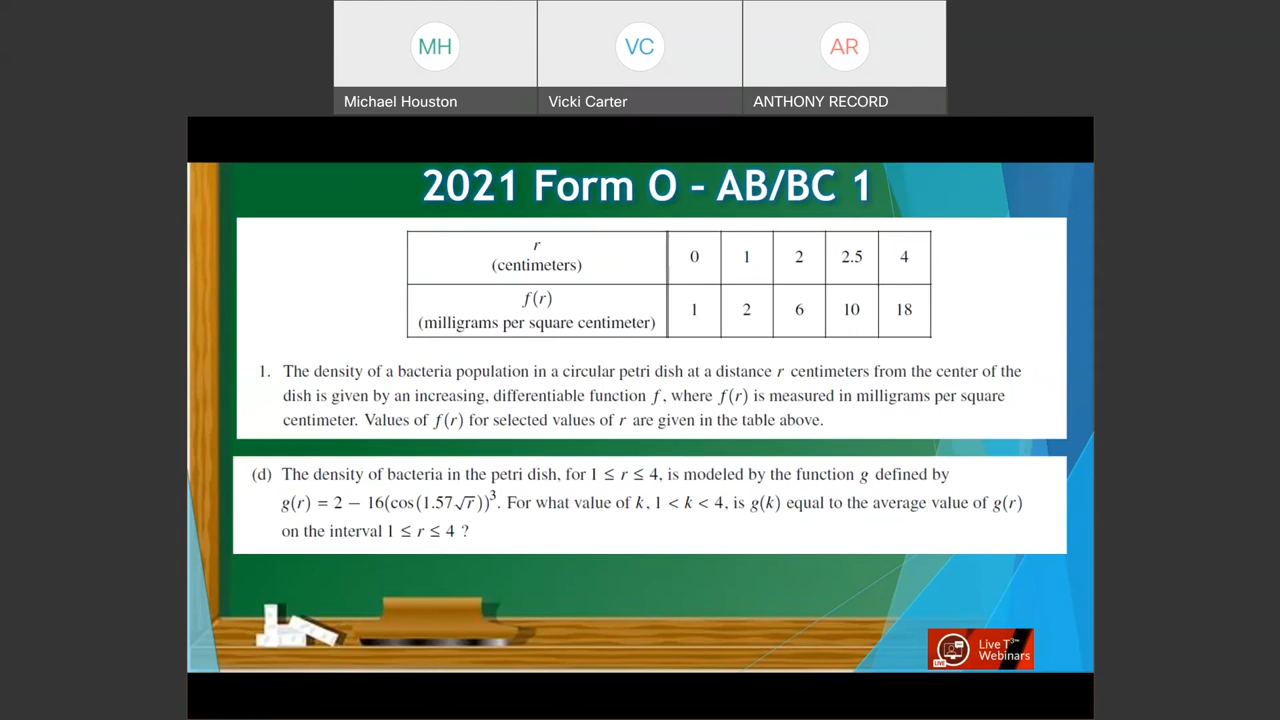 MH
VC
AR
Michael Houston
Vicki Carter
ANTHONY RECORD
2021 Form O – AB/BC 1
r
(centimeters)
0
1
2
2.5
4
f(r)
(milligrams per square centimeter)
1
2
6
10
18
1. The density of a bacteria population in a circular petri dish at a distance r centimeters from the center of the
dish is given by an increasing, differentiable function f, where f(r) is measured in milligrams per square
centimeter. Values of f(r) for selected values of r are given in the table above.
(d) The density of bacteria in the petri dish, for 1 ≤ r ≤ 4, is modeled by the function g defined by
g(r) = 2 − 16(cos(1.57√r))³. For what value of k, 1 < k < 4, is g(k) equal to the average value of g(r)
on the interval 1 ≤ r ≤ 4 ?
LIVE
Live T³™
Webinars